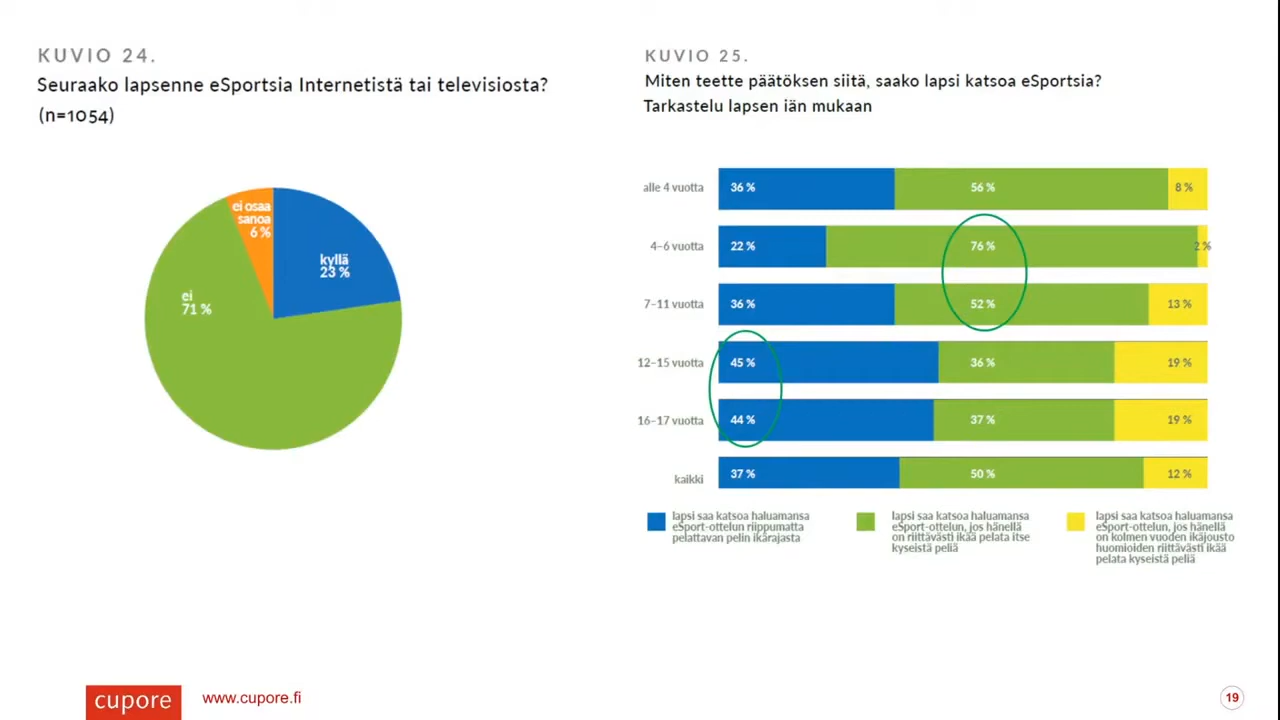 KUVIO 24.
Seuraako lapsenne eSportsia Internetistä tai televisiosta?
(n=1054)
ei osaa
sanoa
6 %
kyllä
23 %
ei
71 %
KUVIO 25.
Miten teette päätöksen siitä, saako lapsi katsoa eSportsia?
Tarkastelu lapsen iän mukaan
alle 4 vuotta 36 % 56 % 8 %
4–6 vuotta 22 % 76 % 2 %
7–11 vuotta 36 % 52 % 13 %
12–15 vuotta 45 % 36 % 19 %
16–17 vuotta 44 % 37 % 19 %
kaikki 37 % 50 % 12 %
lapsi saa katsoa haluamansa
eSport-ottelun riippumatta
pelattavan pelin ikärajasta
lapsi saa katsoa haluamansa
eSport-ottelun, jos hänellä
on riittävästi ikää pelata itse
kyseistä peliä
lapsi saa katsoa haluamansa
eSport-ottelun, jos hänellä
on kolmen vuoden ikäjousto
huomioiden riittävästi ikää
pelata kyseistä peliä
cupore
www.cupore.fi
19